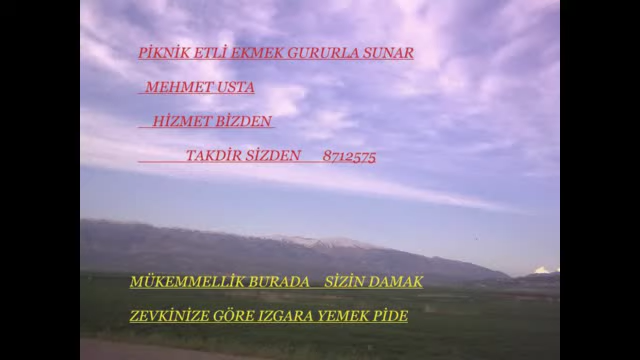 PİKNİK ETLİ EKMEK GURURLA SUNAR
MEHMET USTA
HİZMET BİZDEN
TAKDİR SİZDEN 8712575
MÜKEMMELLİK BURADA SİZİN DAMAK
ZEVKİNİZE GÖRE IZGARA YEMEK PİDE